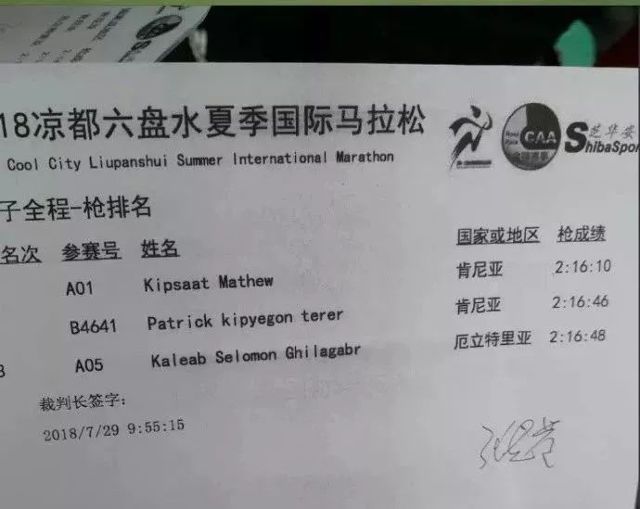 18凉都六盘水夏季国际马拉松
Cool City Liupanshui Summer International Marathon
CAA
芝华安
ShibaSpor
子全程-枪排名
名次 参赛号 姓名 国家或地区 枪成绩
A01 Kipsaat Mathew 肯尼亚 2:16:10
B4641 Patrick kipyegon terer 肯尼亚 2:16:46
3 A05 Kaleab Selomon Ghilagabr 厄立特里亚 2:16:48
裁判长签字:
2018/7/29 9:55:15